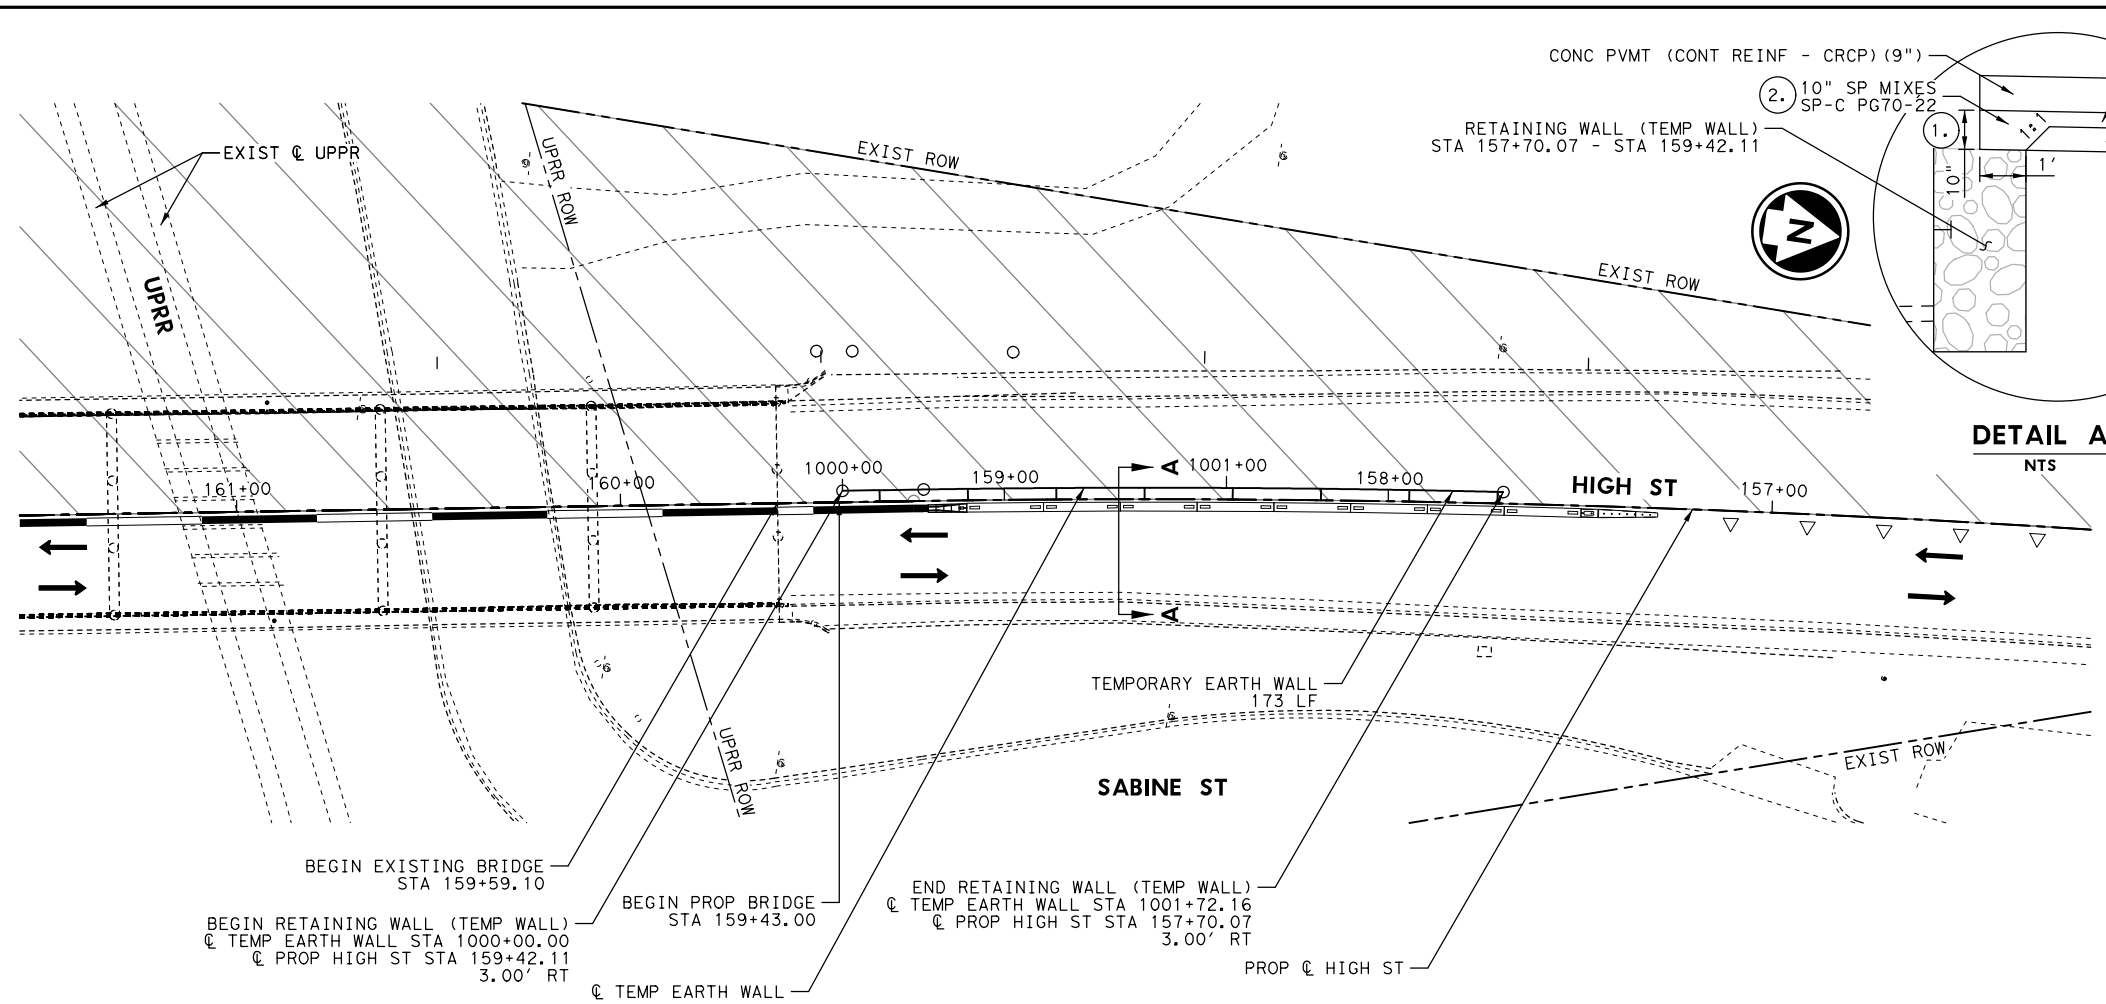 CONC PVMT (CONT REINF - CRCP) (9")
2. 10" SP MIXES
SP-C PG70-22
1.
1:1
RETAINING WALL (TEMP WALL)
STA 157+70.07 - STA 159+42.11
10"
1'
DETAIL A
NTS
N
EXIST ℄ UPPR
UPRR
UPRR ROW
EXIST ROW
EXIST ROW
161+00
160+00
1000+00
159+00
A
1001+00
158+00
HIGH ST
157+00
A
TEMPORARY EARTH WALL
173 LF
UPRR ROW
SABINE ST
EXIST ROW
BEGIN EXISTING BRIDGE
STA 159+59.10
BEGIN RETAINING WALL (TEMP WALL)
℄ TEMP EARTH WALL STA 1000+00.00
℄ PROP HIGH ST STA 159+42.11
3.00' RT
BEGIN PROP BRIDGE
STA 159+43.00
℄ TEMP EARTH WALL
END RETAINING WALL (TEMP WALL)
℄ TEMP EARTH WALL STA 1001+72.16
℄ PROP HIGH ST STA 157+70.07
3.00' RT
PROP ℄ HIGH ST